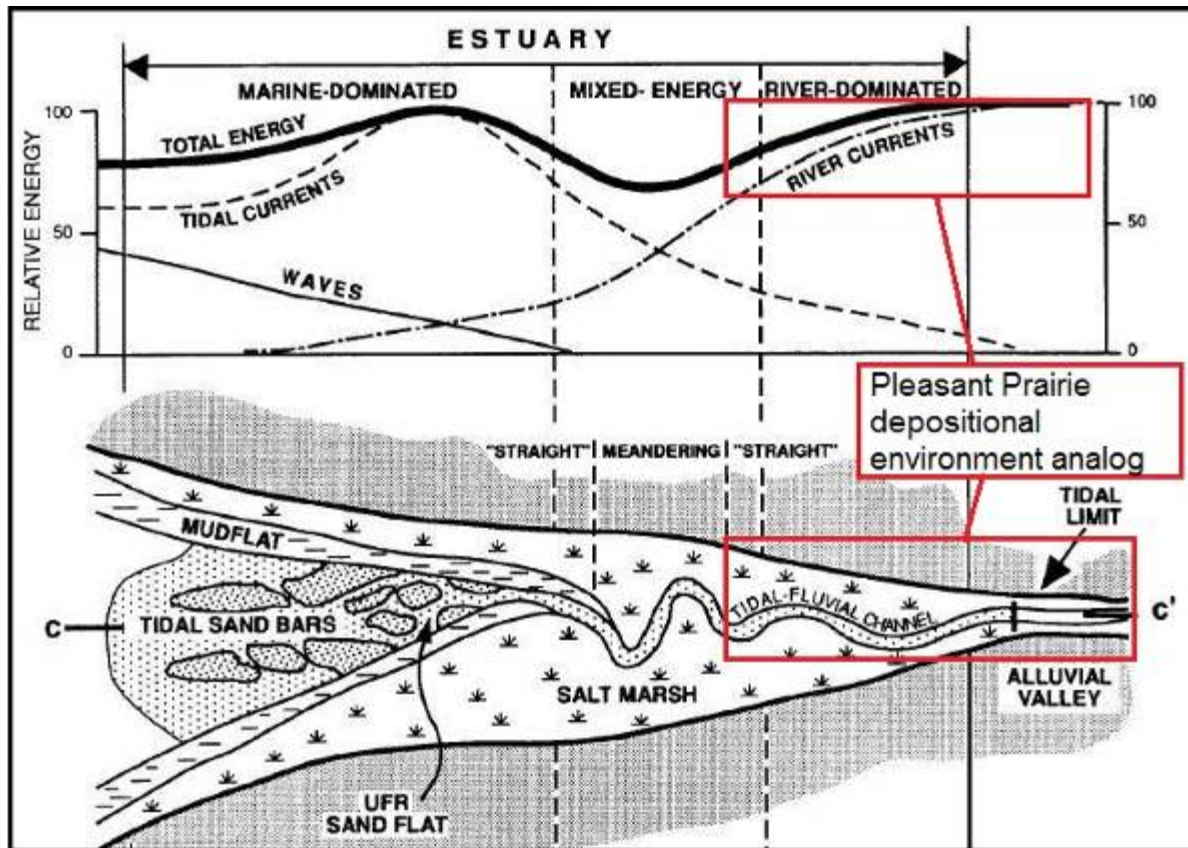 ESTUARY
MARINE-DOMINATED
MIXED- ENERGY
RIVER-DOMINATED
100
100
TOTAL ENERGY
RIVER CURRENTS
TIDAL CURRENTS
RELATIVE ENERGY
50
50
WAVES
0
0
Pleasant Prairie
depositional
environment analog
"STRAIGHT"
MEANDERING
"STRAIGHT"
TIDAL
LIMIT
MUDFLAT
TIDAL-FLUVIAL CHANNEL
C
TIDAL SAND BARS
C'
SALT MARSH
ALLUVIAL
VALLEY
UFR
SAND FLAT